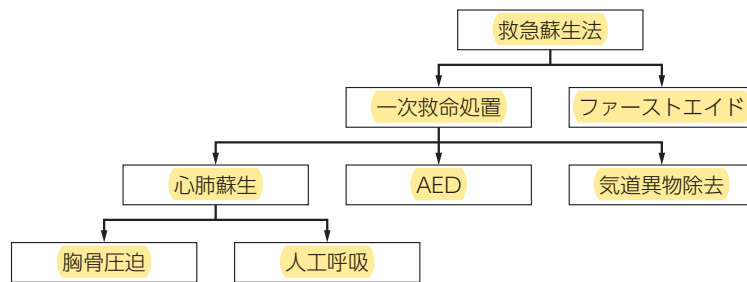 救急蘇生法
一次救命処置
ファーストエイド
心肺蘇生
AED
気道異物除去
胸骨圧迫
人工呼吸